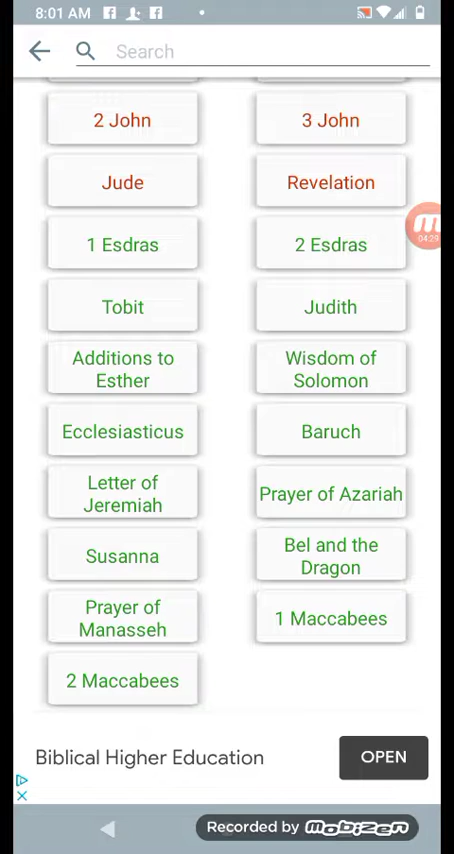 8:01 AM
Search
2 John
3 John
Jude
Revelation
1 Esdras
2 Esdras
04:29
Tobit
Judith
Additions to
Esther
Wisdom of
Solomon
Ecclesiasticus
Baruch
Letter of
Jeremiah
Prayer of Azariah
Susanna
Bel and the
Dragon
Prayer of
Manasseh
1 Maccabees
2 Maccabees
Biblical Higher Education
OPEN
Recorded by mobizen